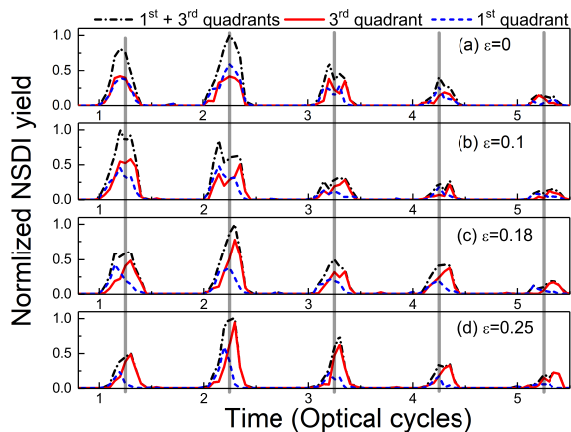 1st + 3rd quadrants 3rd quadrant 1st quadrant
Normlized NSDI yield
1.0
0.5
0.0
(a) ε=0
1 2 3 4 5
1.0
0.5
0.0
(b) ε=0.1
1 2 3 4 5
1.0
0.5
0.0
(c) ε=0.18
1 2 3 4 5
1.0
0.5
0.0
(d) ε=0.25
1 2 3 4 5
Time (Optical cycles)